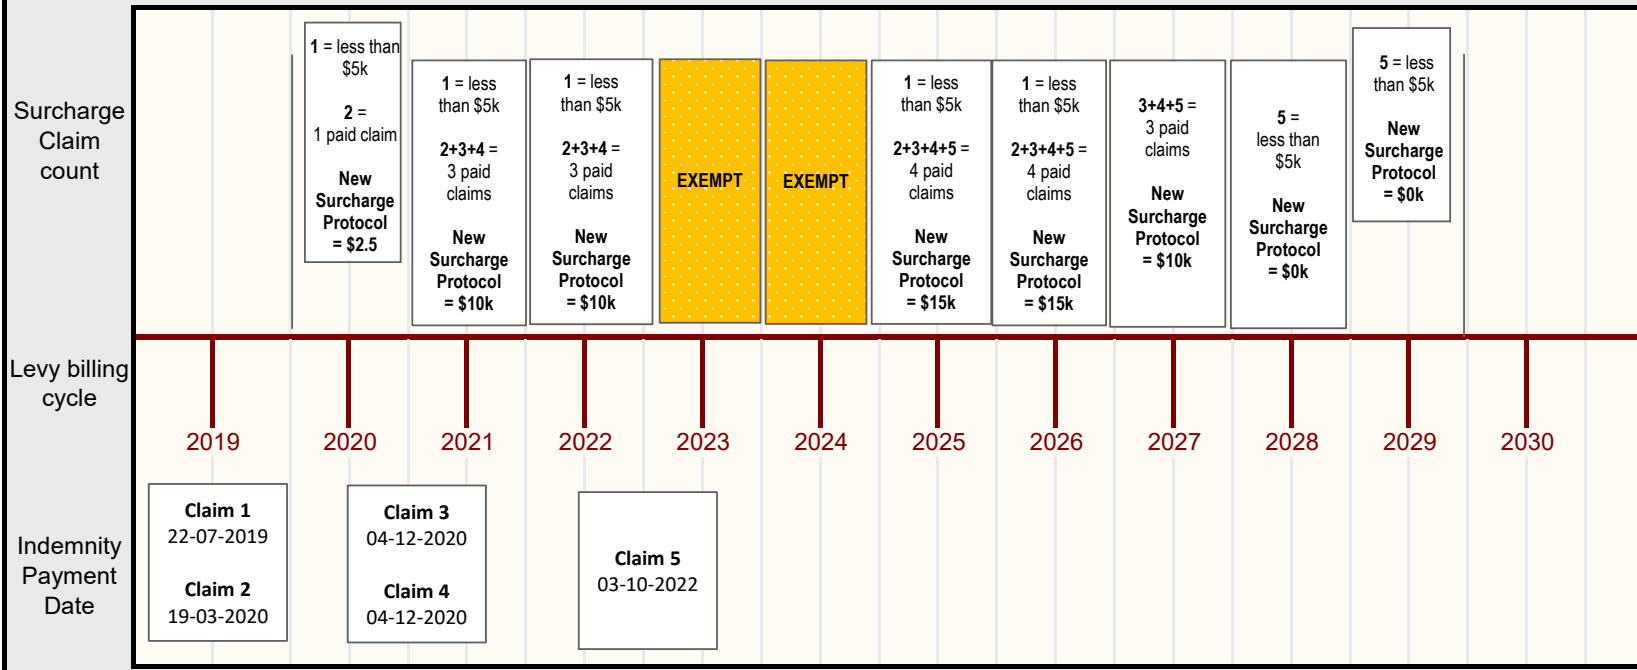 Surcharge
Claim
count
1 = less than
$5k
2 =
1 paid claim
New
Surcharge
Protocol
= $2.5
1 = less
than $5k
2+3+4 =
3 paid
claims
New
Surcharge
Protocol
= $10k
1 = less
than $5k
2+3+4 =
3 paid
claims
New
Surcharge
Protocol
= $10k
EXEMPT
EXEMPT
1 = less
than $5k
2+3+4+5 =
4 paid
claims
New
Surcharge
Protocol
= $15k
1 = less
than $5k
2+3+4+5 =
4 paid
claims
New
Surcharge
Protocol
= $15k
3+4+5 =
3 paid
claims
New
Surcharge
Protocol
= $10k
5 =
less than
$5k
New
Surcharge
Protocol
= $0k
5 = less
than $5k
New
Surcharge
Protocol
= $0k
Levy billing
cycle
2019
2020
2021
2022
2023
2024
2025
2026
2027
2028
2029
2030
Indemnity
Payment
Date
Claim 1
22-07-2019
Claim 2
19-03-2020
Claim 3
04-12-2020
Claim 4
04-12-2020
Claim 5
03-10-2022